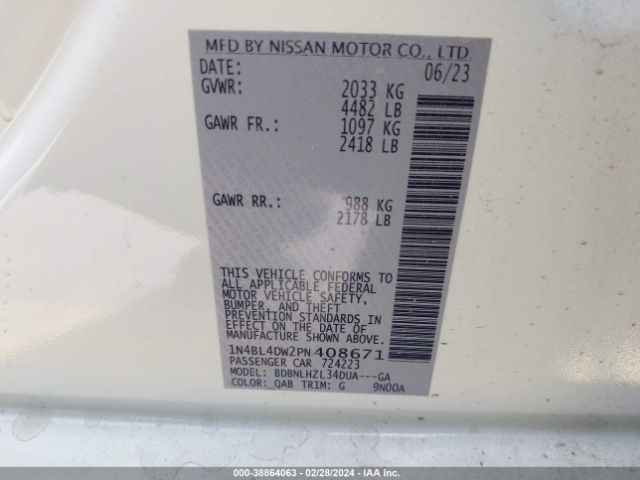 MFD BY NISSAN MOTOR CO., LTD.
DATE: 06/23
GVWR: 2033 KG
4482 LB
GAWR FR.: 1097 KG
2418 LB
GAWR RR.: 988 KG
2178 LB
THIS VEHICLE CONFORMS TO
ALL APPLICABLE FEDERAL
MOTOR VEHICLE SAFETY,
BUMPER, AND THEFT
PREVENTION STANDARDS IN
EFFECT ON THE DATE OF
MANUFACTURE SHOWN ABOVE.
1N4BL4DW2PN408671
PASSENGER CAR 724223
MODEL: BDBNLHZL34DUA---GA
COLOR: QAB TRIM: G 9N00A
000-38864063 - 02/28/2024 - IAA Inc.